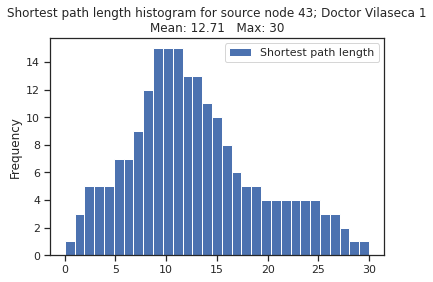 Shortest path length histogram for source node 43; Doctor Vilaseca 1
Mean: 12.71   Max: 30
Shortest path length
Frequency
14
12
10
8
6
4
2
0
0 5 10 15 20 25 30